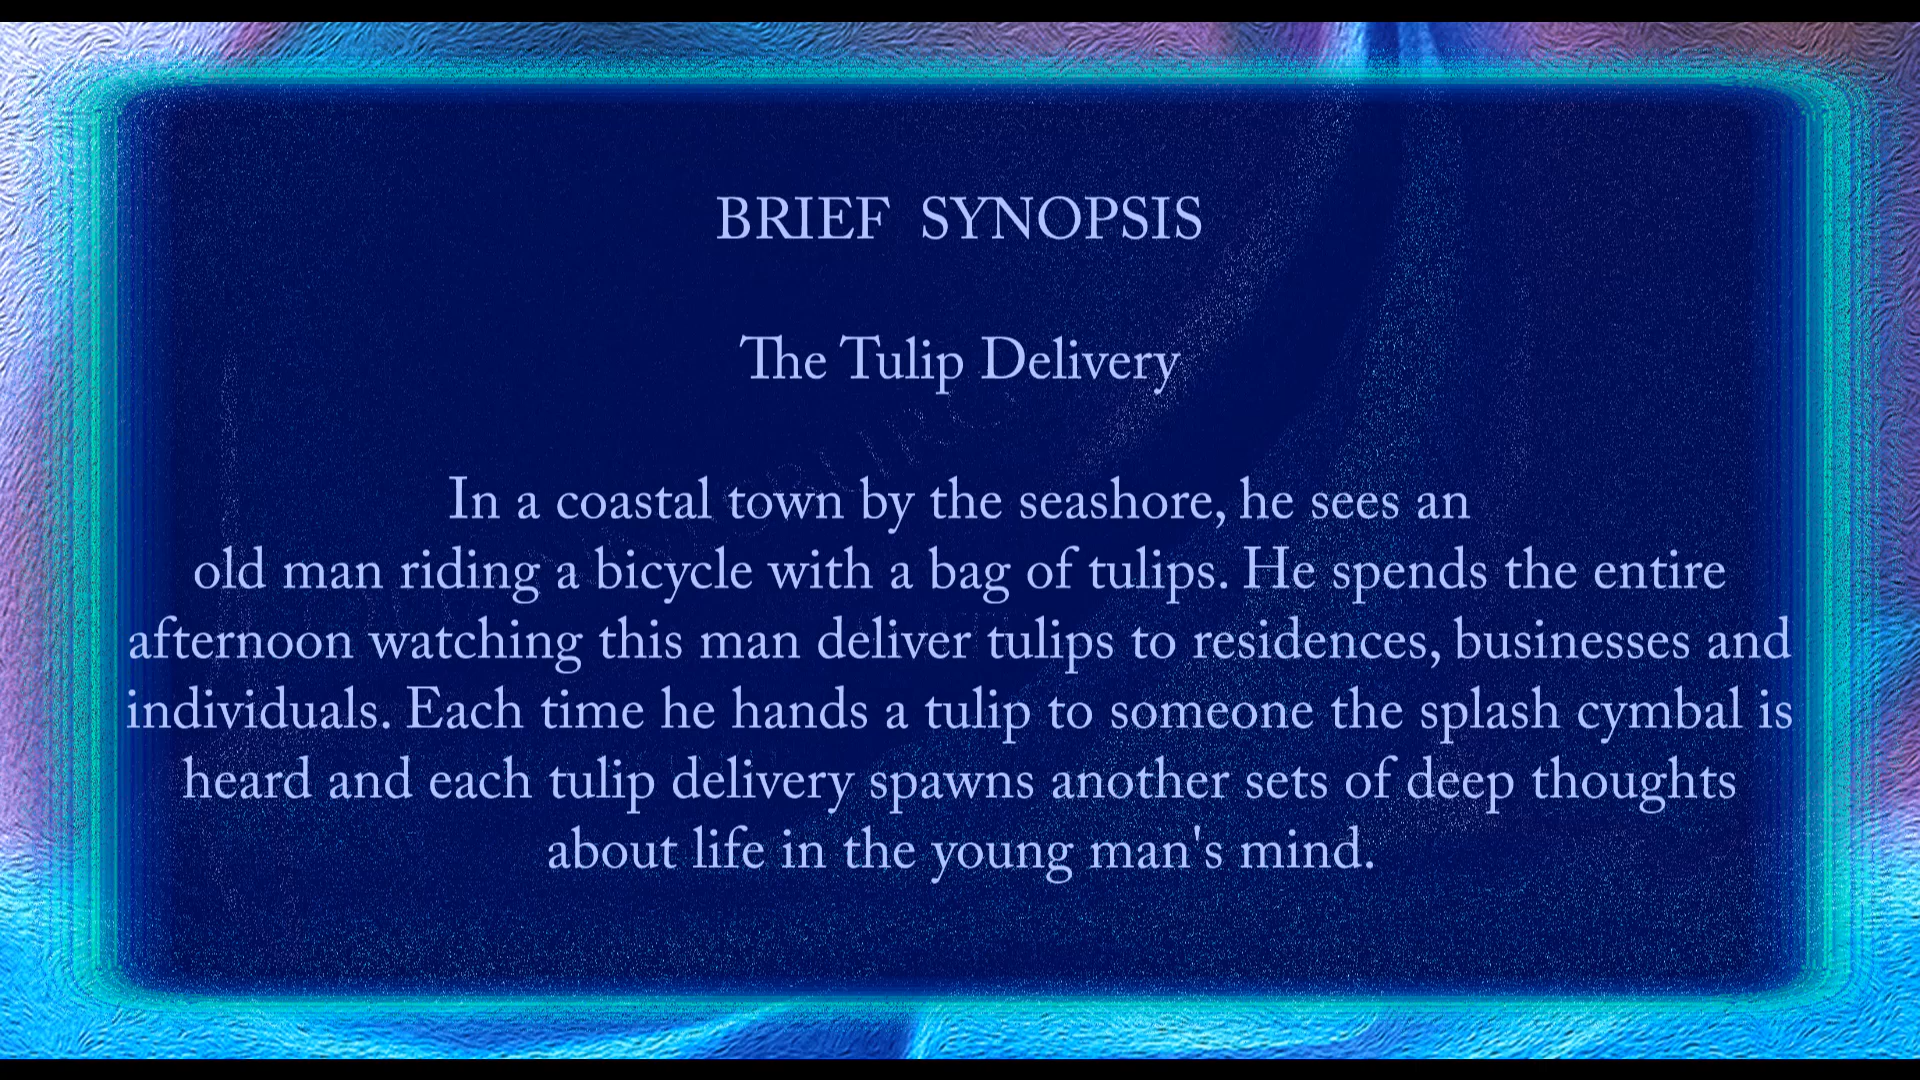 BRIEF SYNOPSIS
The Tulip Delivery
In a coastal town by the seashore, he sees an
old man riding a bicycle with a bag of tulips. He spends the entire
afternoon watching this man deliver tulips to residences, businesses and
individuals. Each time he hands a tulip to someone the splash cymbal is
heard and each tulip delivery spawns another sets of deep thoughts
about life in the young man's mind.